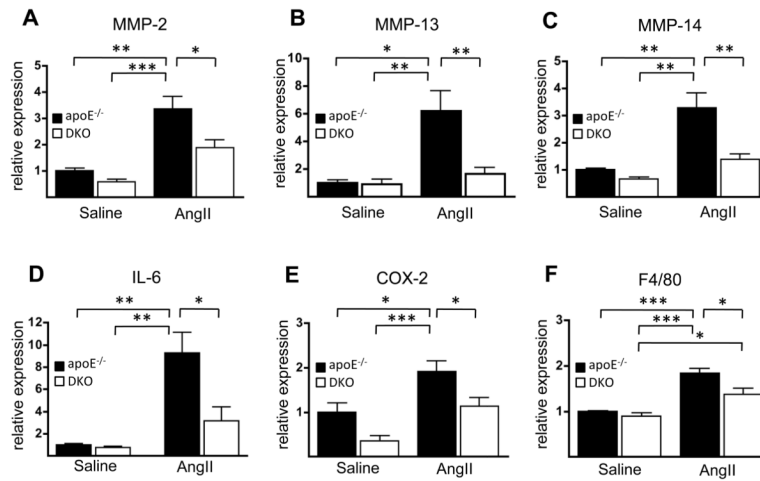 A
MMP-2
** *
***
relative expression
5
4
3
2
1
apoE-/-
DKO
Saline AngII
B
MMP-13
* **
**
relative expression
10
8
6
4
2
apoE-/-
DKO
Saline AngII
C
MMP-14
** **
**
relative expression
5
4
3
2
1
apoE-/-
DKO
Saline AngII
D
IL-6
** *
**
relative expression
12
10
8
6
4
2
apoE-/-
DKO
Saline AngII
E
COX-2
* *
***
relative expression
3
2
1
apoE-/-
DKO
Saline AngII
F
F4/80
*** *
***
*
relative expression
3
2
1
apoE-/-
DKO
Saline AngII